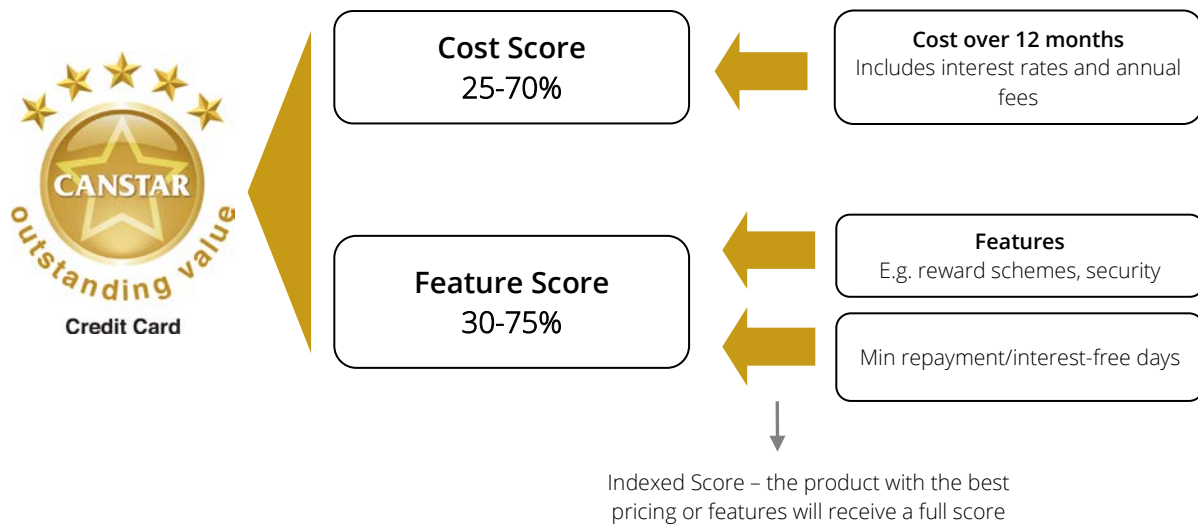 CANSTAR
outstanding value
Credit Card
Cost Score
25-70%
Cost over 12 months
Includes interest rates and annual
fees
Feature Score
30-75%
Features
E.g. reward schemes, security
Min repayment/interest-free days
Indexed Score – the product with the best
pricing or features will receive a full score